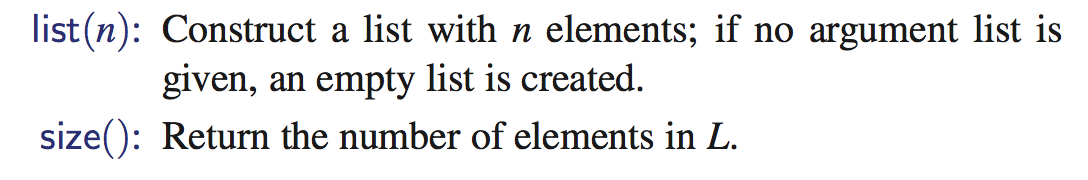 list(n): Construct a list with n elements; if no argument list is
given, an empty list is created.
size(): Return the number of elements in L.